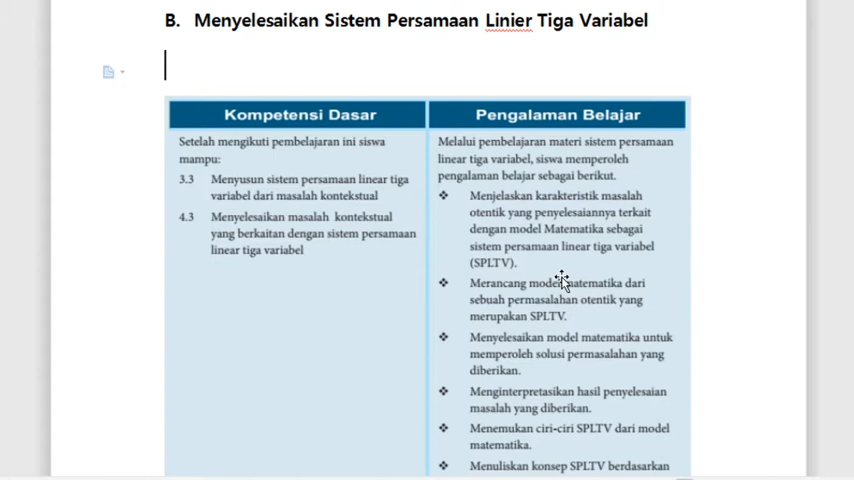 B. Menyelesaikan Sistem Persamaan Linier Tiga Variabel
Kompetensi Dasar
Setelah mengikuti pembelajaran ini siswa
mampu:
3.3 Menyusun sistem persamaan linear tiga
variabel dari masalah kontekstual
4.3 Menyelesaikan masalah kontekstual
yang berkaitan dengan sistem persamaan
linear tiga variabel
Pengalaman Belajar
Melalui pembelajaran materi sistem persamaan
linear tiga variabel, siswa memperoleh
pengalaman belajar sebagai berikut.
❖ Menjelaskan karakteristik masalah
otentik yang penyelesaiannya terkait
dengan model Matematika sebagai
sistem persamaan linear tiga variabel
(SPLTV).
❖ Merancang model matematika dari
sebuah permasalahan otentik yang
merupakan SPLTV.
❖ Menyelesaikan model matematika untuk
memperoleh solusi permasalahan yang
diberikan.
❖ Menginterpretasikan hasil penyelesaian
masalah yang diberikan.
❖ Menemukan ciri-ciri SPLTV dari model
matematika.
❖ Menuliskan konsep SPLTV berdasarkan